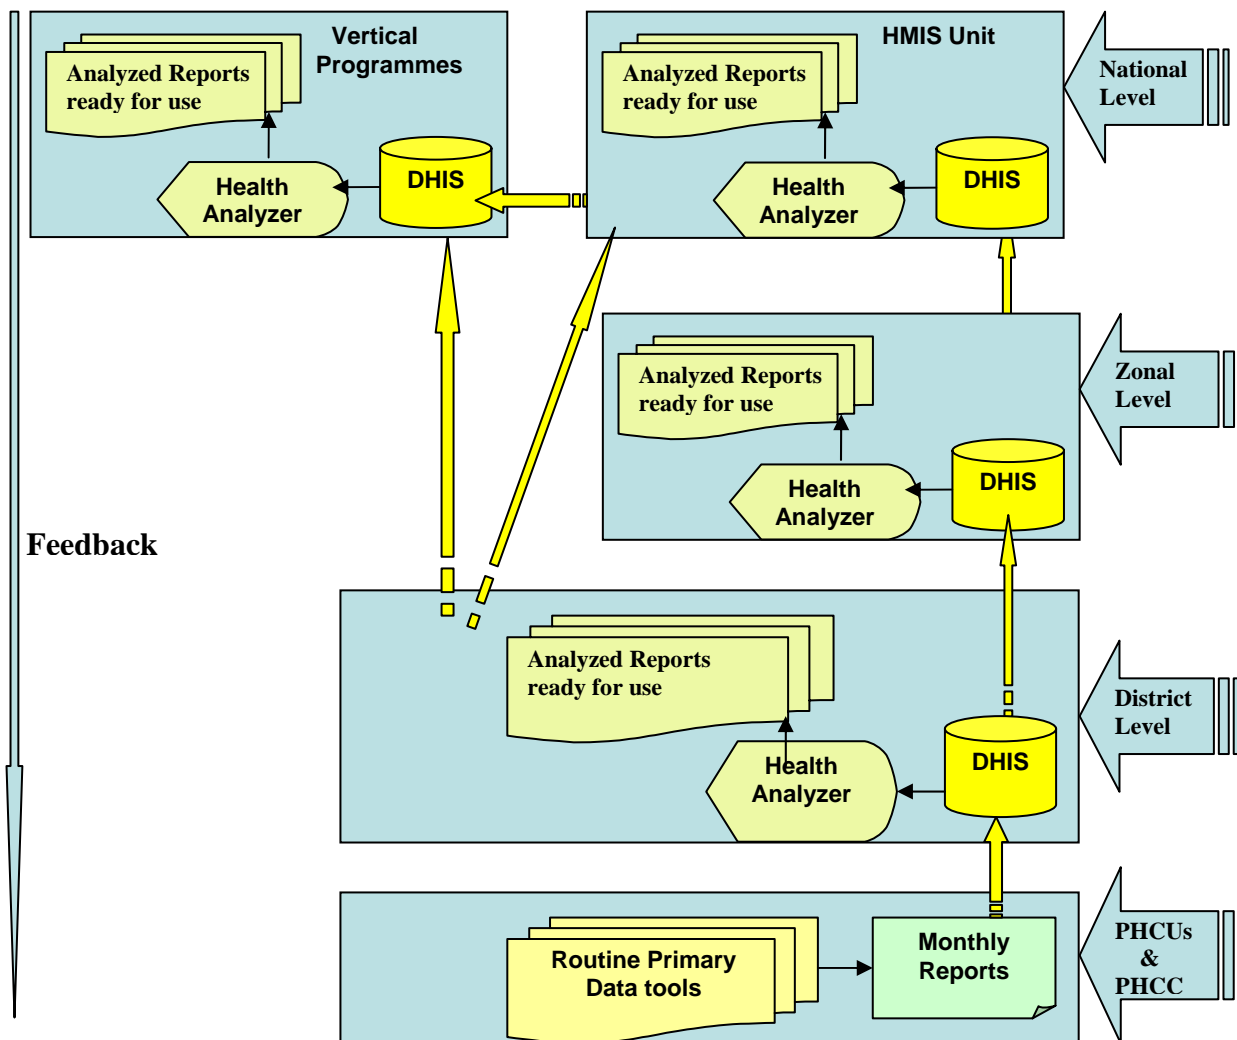 Vertical
Programmes
Analyzed Reports
ready for use
Health
Analyzer
DHIS
HMIS Unit
Analyzed Reports
ready for use
Health
Analyzer
DHIS
National
Level
Analyzed Reports
ready for use
Health
Analyzer
DHIS
Zonal
Level
Feedback
Analyzed Reports
ready for use
Health
Analyzer
DHIS
District
Level
Routine Primary
Data tools
Monthly
Reports
PHCUs
&
PHCC